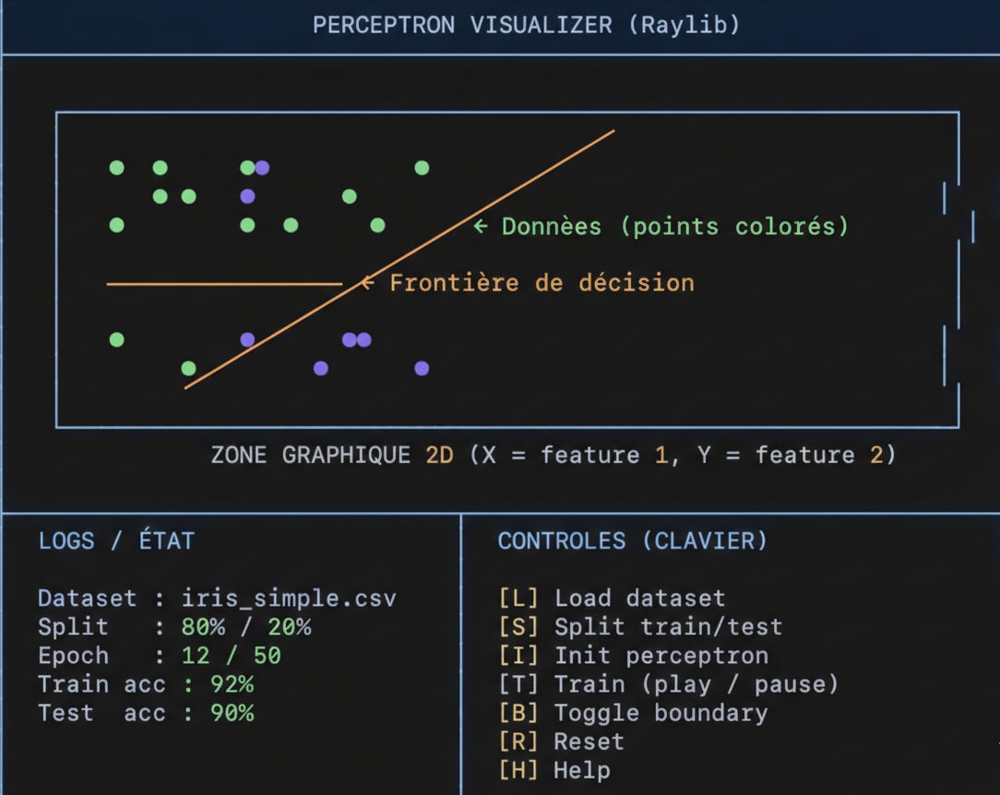 PERCEPTRON VISUALIZER (Raylib)
← Donnèes (points colorés)
← Frontière de décision
ZONE GRAPHIQUE 2D (X = feature 1, Y = feature 2)
LOGS / ÉTAT
Dataset : iris_simple.csv
Split : 80% / 20%
Epoch : 12 / 50
Train acc : 92%
Test acc : 90%
CONTROLES (CLAVIER)
[L] Load dataset
[S] Split train/test
[I] Init perceptron
[T] Train (play / pause)
[B] Toggle boundary
[R] Reset
[H] Help